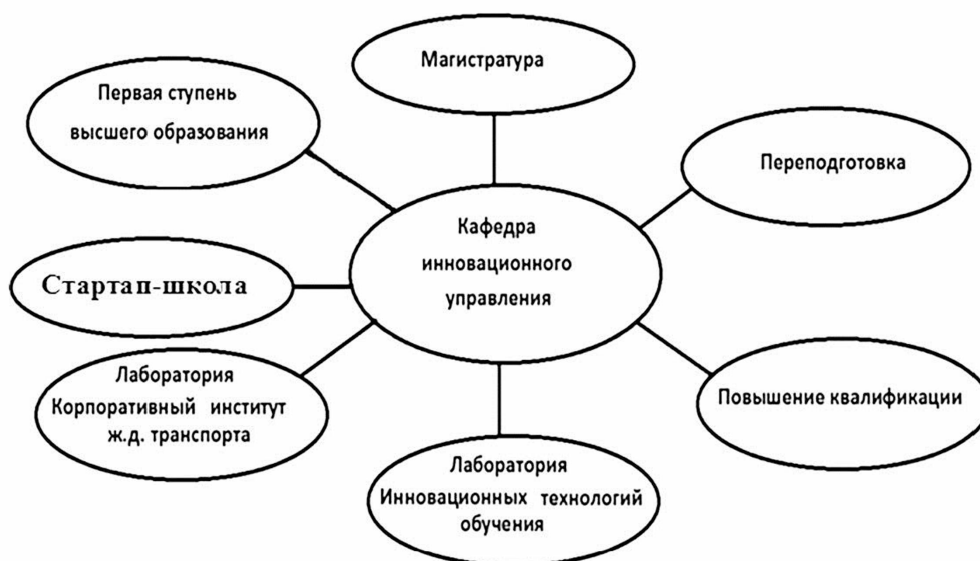 Магистратура
Первая ступень
высшего образования
Переподготовка
Кафедра
инновационного
управления
Стартап-школа
Лаборатория
Корпоративный институт
ж.д. транспорта
Повышение квалификации
Лаборатория
Инновационных технологий
обучения